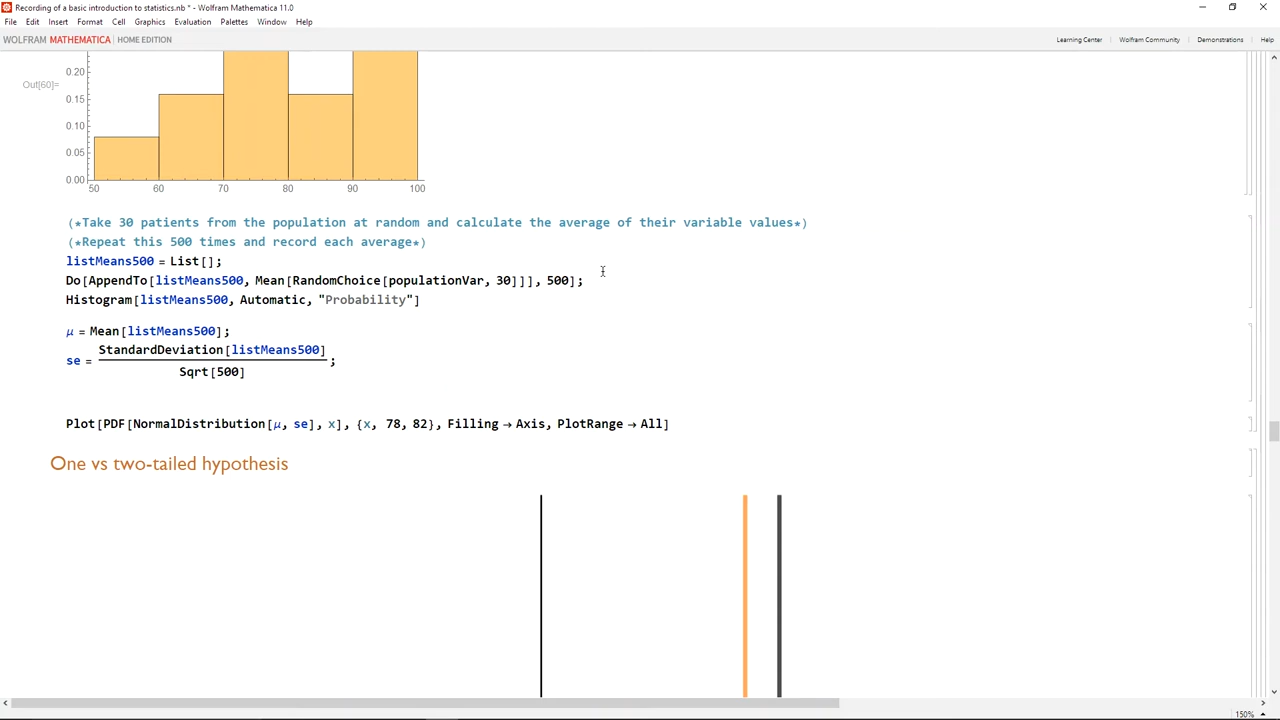 Recording of a basic introduction to statistics.nb * - Wolfram Mathematica 11.0
File Edit Insert Format Cell Graphics Evaluation Palettes Window Help
WOLFRAM MATHEMATICA | HOME EDITION Learning Center Wolfram Community Demonstrations Help
0.20
Out[60]=
0.15
0.10
0.05
0.00
50 60 70 80 90 100
(*Take 30 patients from the population at random and calculate the average of their variable values*)
(*Repeat this 500 times and record each average*)
listMeans500 = List[];
Do[AppendTo[listMeans500, Mean[RandomChoice[populationVar, 30]]], 500];
Histogram[listMeans500, Automatic, "Probability"]
μ = Mean[listMeans500];
StandardDeviation[listMeans500]
se = ;
Sqrt[500]
Plot[PDF[NormalDistribution[μ, se], x], {x, 78, 82}, Filling → Axis, PlotRange → All]
One vs two-tailed hypothesis
150%